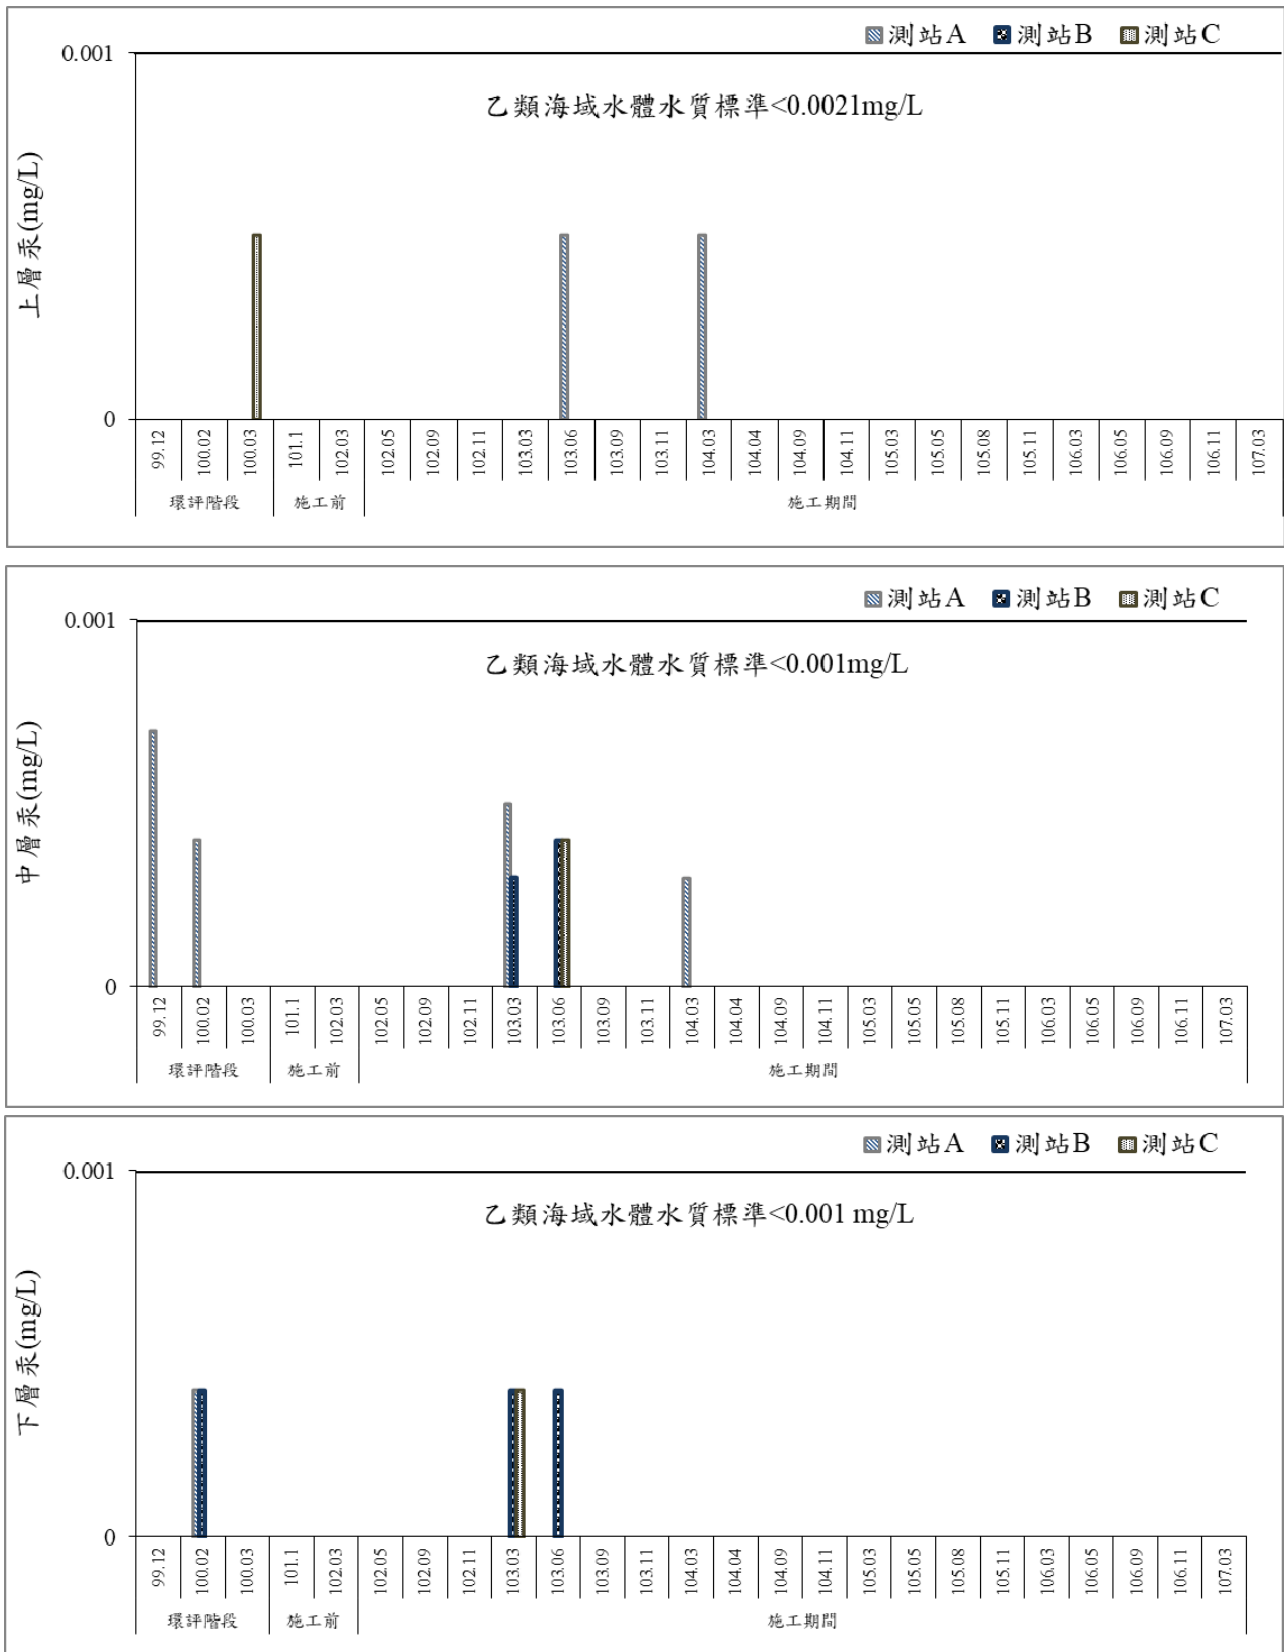 測站A 測站B 測站C
0.001
乙類海域水體水質標準<0.0021mg/L
上層汞(mg/L)
0
99.12 100.02 100.03 101.1 102.03 102.05 102.09 102.11 103.03 103.06 103.09 103.11 104.03 104.04 104.09 104.11 105.03 105.05 105.08 105.11 106.03 106.05 106.09 106.11 107.03
環評階段 施工前 施工期間
測站A 測站B 測站C
0.001
乙類海域水體水質標準<0.001mg/L
中層汞(mg/L)
0
99.12 100.02 100.03 101.1 102.03 102.05 102.09 102.11 103.03 103.06 103.09 103.11 104.03 104.04 104.09 104.11 105.03 105.05 105.08 105.11 106.03 106.05 106.09 106.11 107.03
環評階段 施工前 施工期間
測站A 測站B 測站C
0.001
乙類海域水體水質標準<0.001 mg/L
下層汞(mg/L)
0
99.12 100.02 100.03 101.1 102.03 102.05 102.09 102.11 103.03 103.06 103.09 103.11 104.03 104.04 104.09 104.11 105.03 105.05 105.08 105.11 106.03 106.05 106.09 106.11 107.03
環評階段 施工前 施工期間